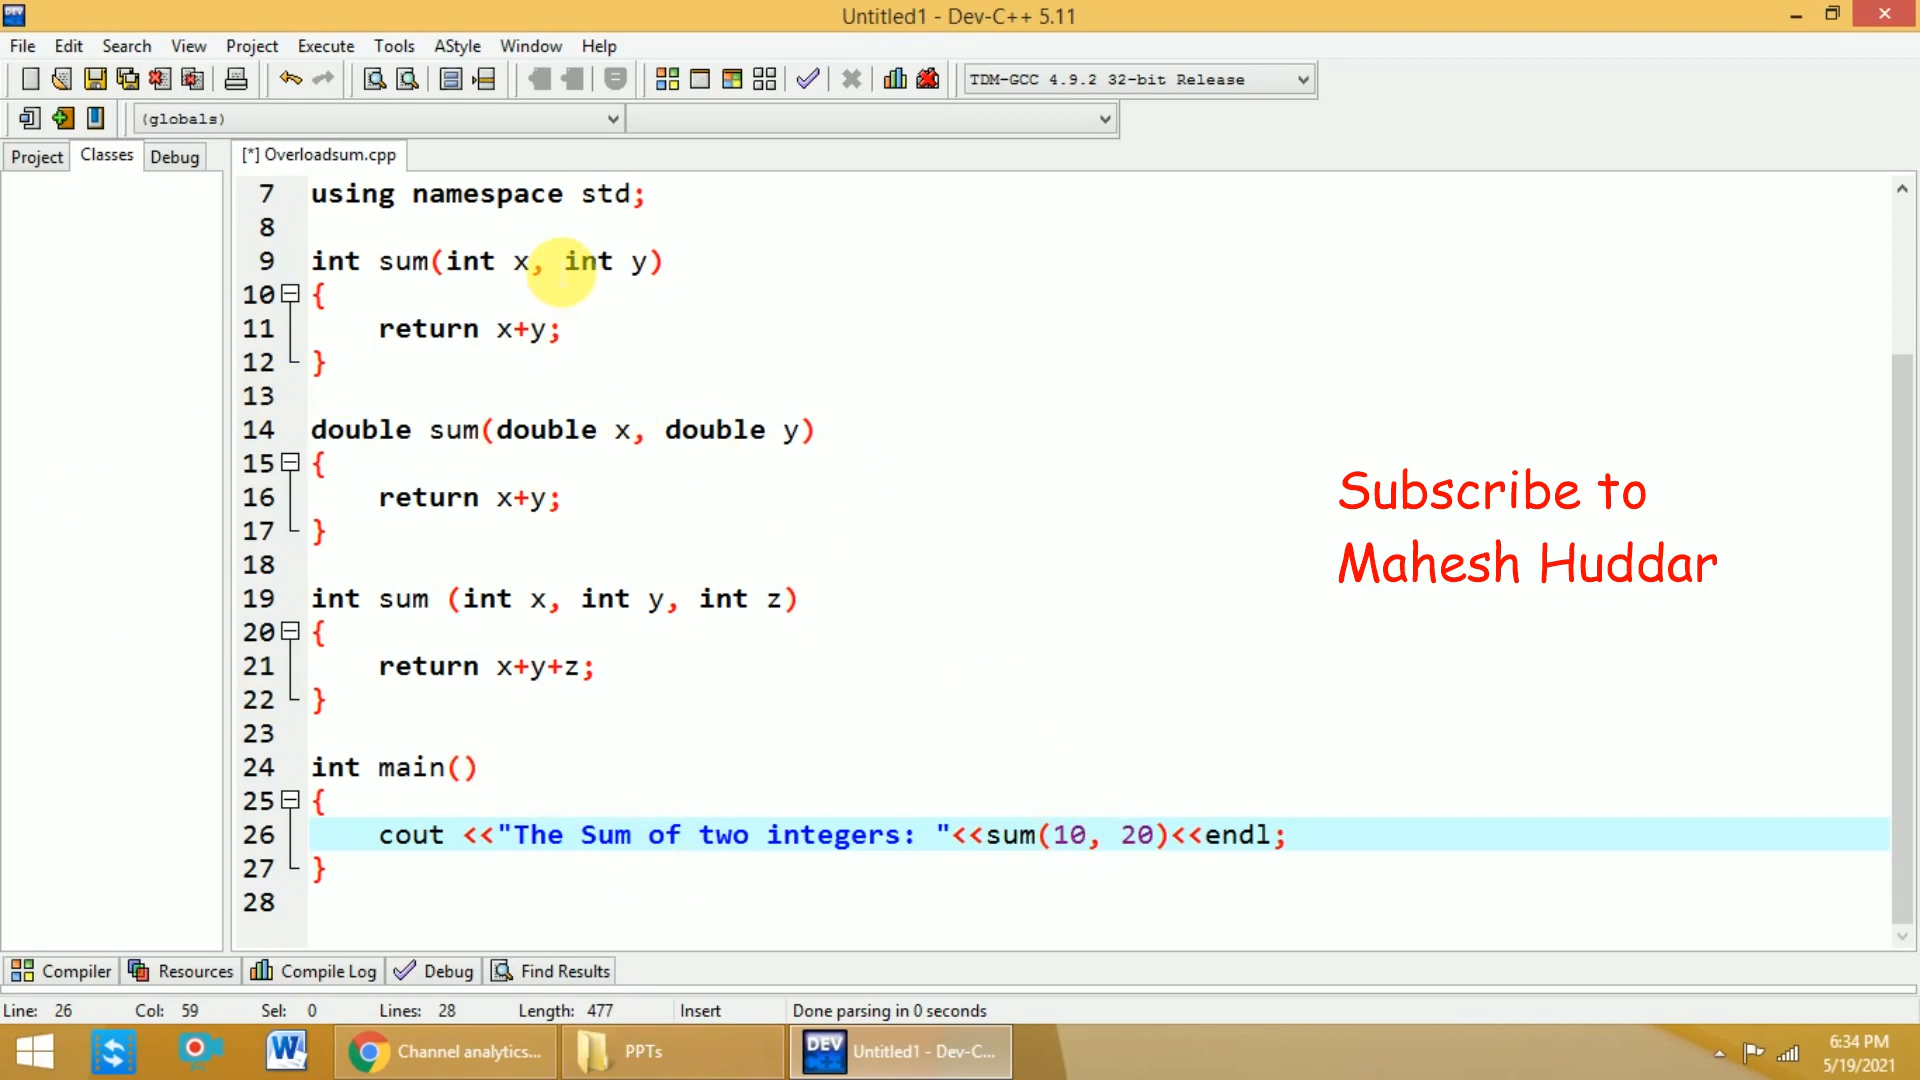 Untitled1 - Dev-C++ 5.11
File Edit Search View Project Execute Tools AStyle Window Help
TDM-GCC 4.9.2 32-bit Release
(globals)
Project Classes Debug [*] Overloadsum.cpp
7 using namespace std;
8
9 int sum(int x, int y)
10 {
11 return x+y;
12 }
13
14 double sum(double x, double y)
15 {
16 return x+y;
17 }
18
19 int sum (int x, int y, int z)
20 {
21 return x+y+z;
22 }
23
24 int main()
25 {
26 cout <<"The Sum of two integers: "<<sum(10, 20)<<endl;
27 }
28
Subscribe to
Mahesh Huddar
Compiler Resources Compile Log Debug Find Results
Line: 26 Col: 59 Sel: 0 Lines: 28 Length: 477 Insert Done parsing in 0 seconds
Channel analytics... PPTs DEV Untitled1 - Dev-C... 6:34 PM
5/19/2021